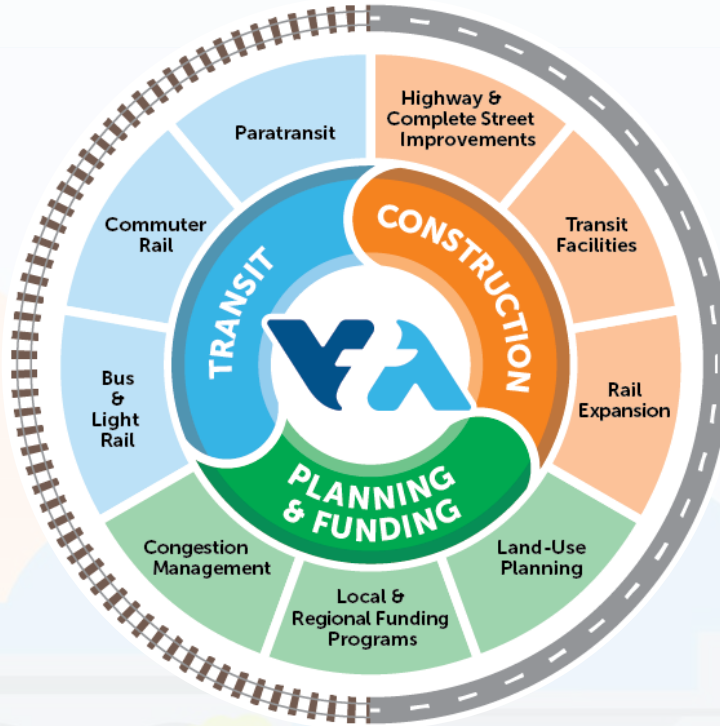 Highway &
Complete Street
Improvements
Transit
Facilities
Rail
Expansion
Land-Use
Planning
Local &
Regional Funding
Programs
Congestion
Management
Bus
&
Light
Rail
Commuter
Rail
Paratransit
CONSTRUCTION
PLANNING
& FUNDING
TRANSIT
VTA